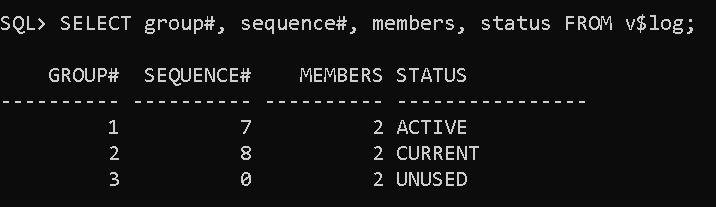 SQL> SELECT group#, sequence#, members, status FROM v$log;
GROUP# SEQUENCE# MEMBERS STATUS
---------- ---------- ---------- ----------------
1 7 2 ACTIVE
2 8 2 CURRENT
3 0 2 UNUSED